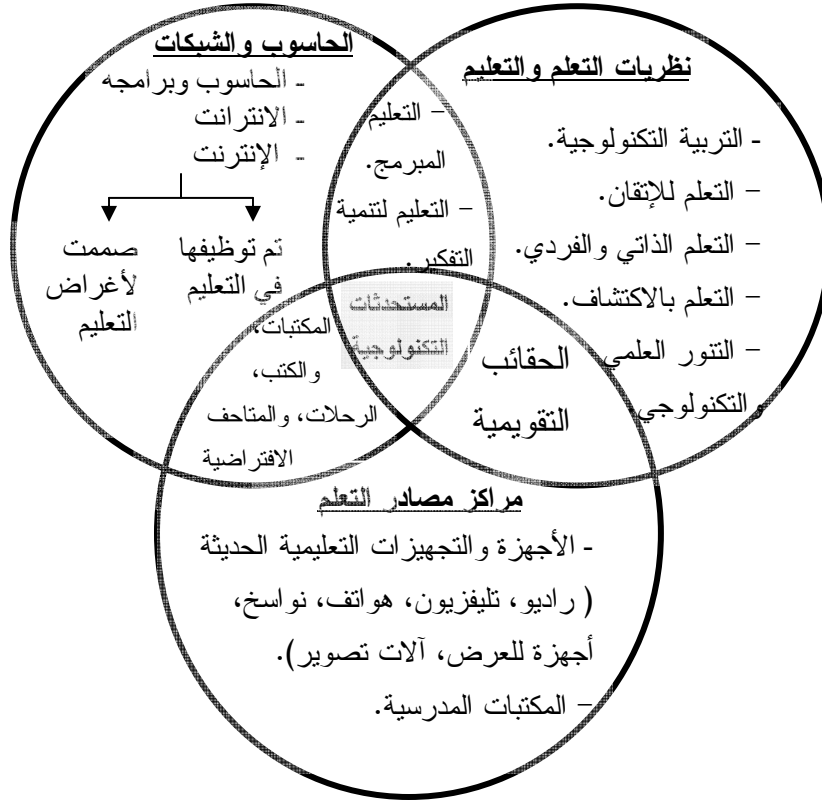 نظريات التعلم والتعليم
- التربية التكنولوجية.
– التعلم للإتقان.
– التعلم الذاتي والفردي.
– التعلم بالاكتشاف.
– التنور العلمي
والتكنولوجي
الحاسوب والشبكات
- الحاسوب وبرامجه
- الانترانت
- الإنترنت
تم توظيفها
في التعليم
صممت
لأغراض
التعليم
– التعليم
المبرمج.
– التعليم لتنمية
التفكير.
المستحدثات
التكنولوجية
الحقائب
التقويمية
المكتبات،
والكتب،
الرحلات، والمتاحف
الافتراضية
مراكز مصادر التعلم
- الأجهزة والتجهيزات التعليمية الحديثة
( راديو، تليفزيون، هواتف، نواسخ،
أجهزة للعرض، آلات تصوير).
– المكتبات المدرسية.